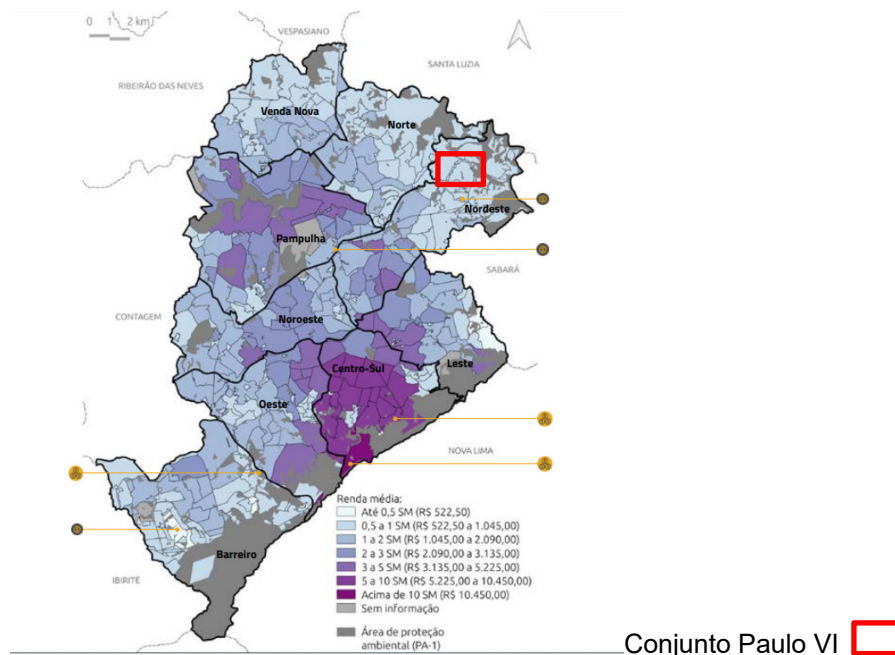 0 1 2 km
VESPASIANO
SANTA LUZIA
RIBEIRÃO DAS NEVES
Venda Nova
Norte
Nordeste
Pampulha
SABARÁ
CONTAGEM
Noroeste
Centro-Sul
Leste
Oeste
NOVA LIMA
Barreiro
IBIRITÉ
Renda média:
Até 0,5 SM (R$ 522,50)
0,5 a 1 SM (R$ 522,50 a 1.045,00)
1 a 2 SM (R$ 1.045,00 a 2.090,00)
2 a 3 SM (R$ 2.090,00 a 3.135,00)
3 a 5 SM (R$ 3.135,00 a 5.225,00)
5 a 10 SM (R$ 5.225,00 a 10.450,00)
Acima de 10 SM (R$ 10.450,00)
Sem informação
Área de proteção
ambiental (PA-1)
Conjunto Paulo VI